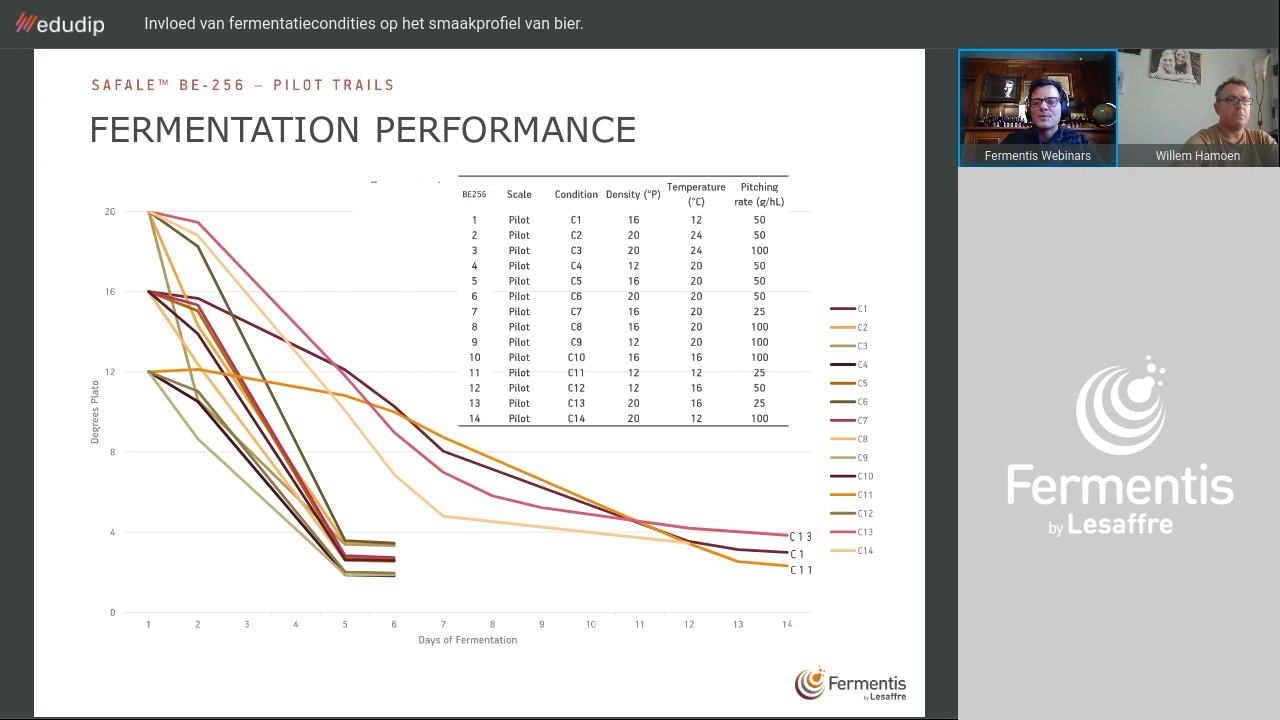 edudip
Invloed van fermentatiecondities op het smaakprofiel van bier.
SAFALE™ BE-256 – PILOT TRAILS
FERMENTATION PERFORMANCE
BE256 Scale Condition Density (°P) Temperature (°C) Pitching rate (g/hL)
1 Pilot C1 16 12 50
2 Pilot C2 20 24 50
3 Pilot C3 20 24 100
4 Pilot C4 12 20 50
5 Pilot C5 16 20 50
6 Pilot C6 20 20 50
7 Pilot C7 16 20 25
8 Pilot C8 16 20 100
9 Pilot C9 12 20 100
10 Pilot C10 16 16 100
11 Pilot C11 12 12 25
12 Pilot C12 12 16 50
13 Pilot C13 20 16 25
14 Pilot C14 20 12 100
20
16
12
8
4
0
Degrees Plato
1 2 3 4 5 6 7 8 9 10 11 12 13 14
Days of Fermentation
C13
C1
C11
C1
C2
C3
C4
C5
C6
C7
C8
C9
C10
C11
C12
C13
C14
Fermentis
by Lesaffre
Fermentis Webinars
Willem Hamoen
Fermentis
by Lesaffre